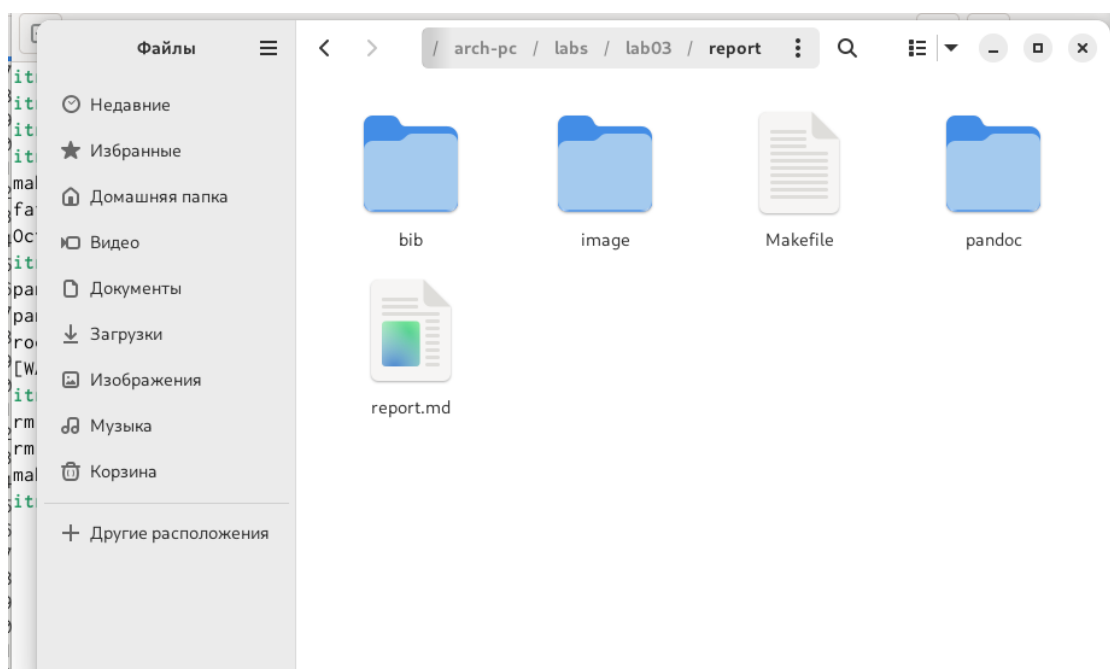 Файлы
/ arch-pc / labs / lab03 / report
Недавние
Избранные
Домашняя папка
Видео
Документы
Загрузки
Изображения
Музыка
Корзина
Другие расположения
bib
image
Makefile
pandoc
report.md